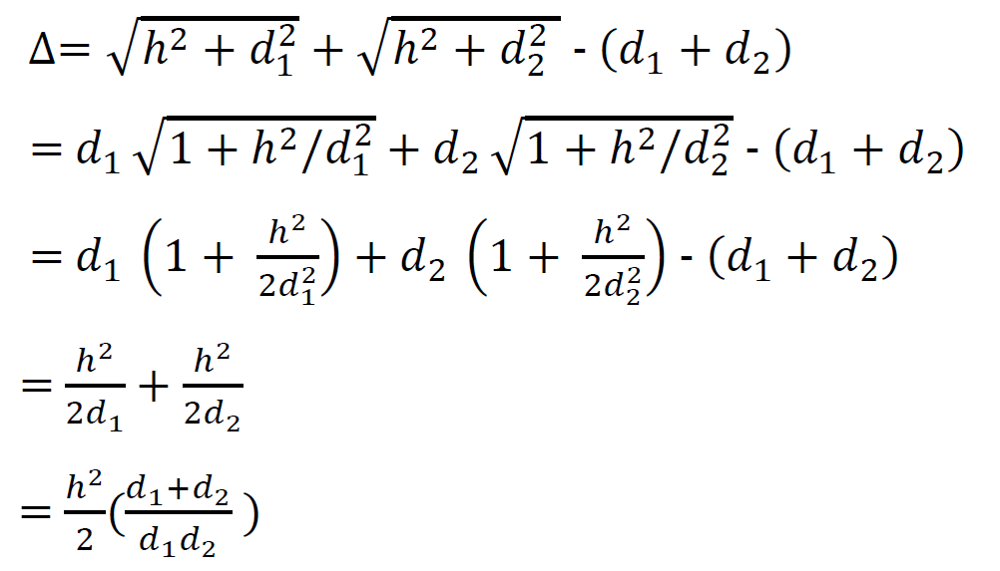 Δ= √(h² + d₁²) + √(h² + d₂²) - (d₁ + d₂)
= d₁ √(1 + h²/d₁²) + d₂ √(1 + h²/d₂²) - (d₁ + d₂)
= d₁ (1 + h²/2d₁²) + d₂ (1 + h²/2d₂²) - (d₁ + d₂)
= h²/2d₁ + h²/2d₂
= h²/2 (d₁+d₂/d₁d₂)